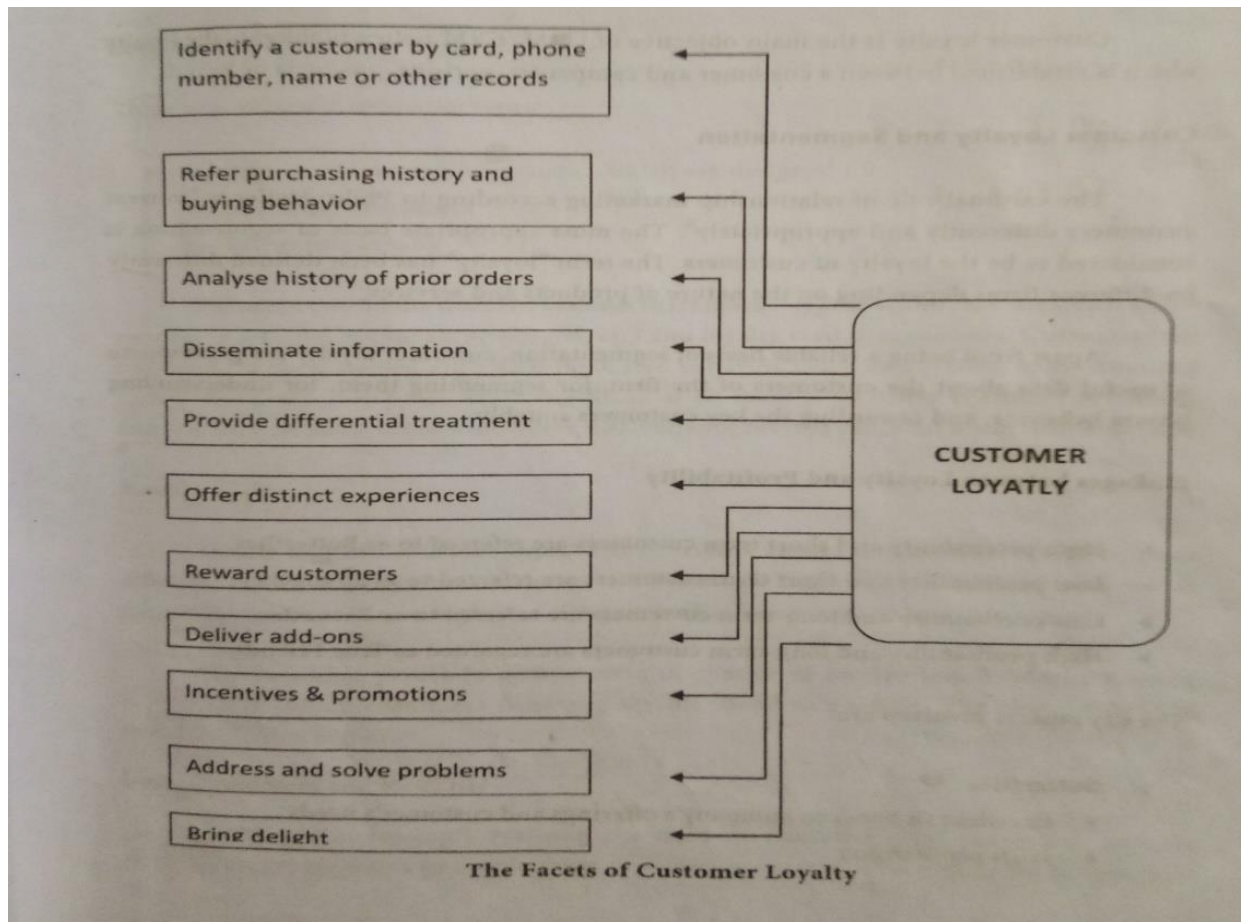 Identify a customer by card, phone
number, name or other records
Refer purchasing history and
buying behavior
Analyse history of prior orders
Disseminate information
Provide differential treatment
Offer distinct experiences
Reward customers
Deliver add-ons
Incentives & promotions
Address and solve problems
Bring delight
CUSTOMER
LOYATLY
The Facets of Customer Loyalty